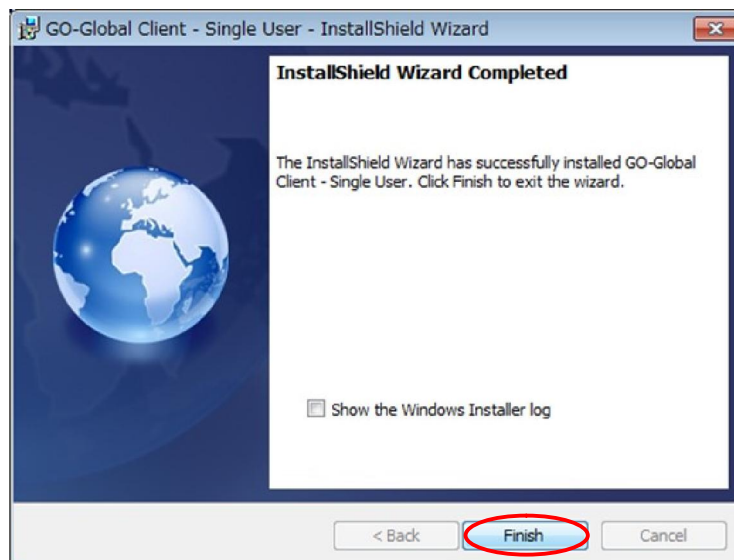 GO-Global Client - Single User - InstallShield Wizard
InstallShield Wizard Completed
The InstallShield Wizard has successfully installed GO-Global
Client - Single User. Click Finish to exit the wizard.
Show the Windows Installer log
< Back Finish Cancel